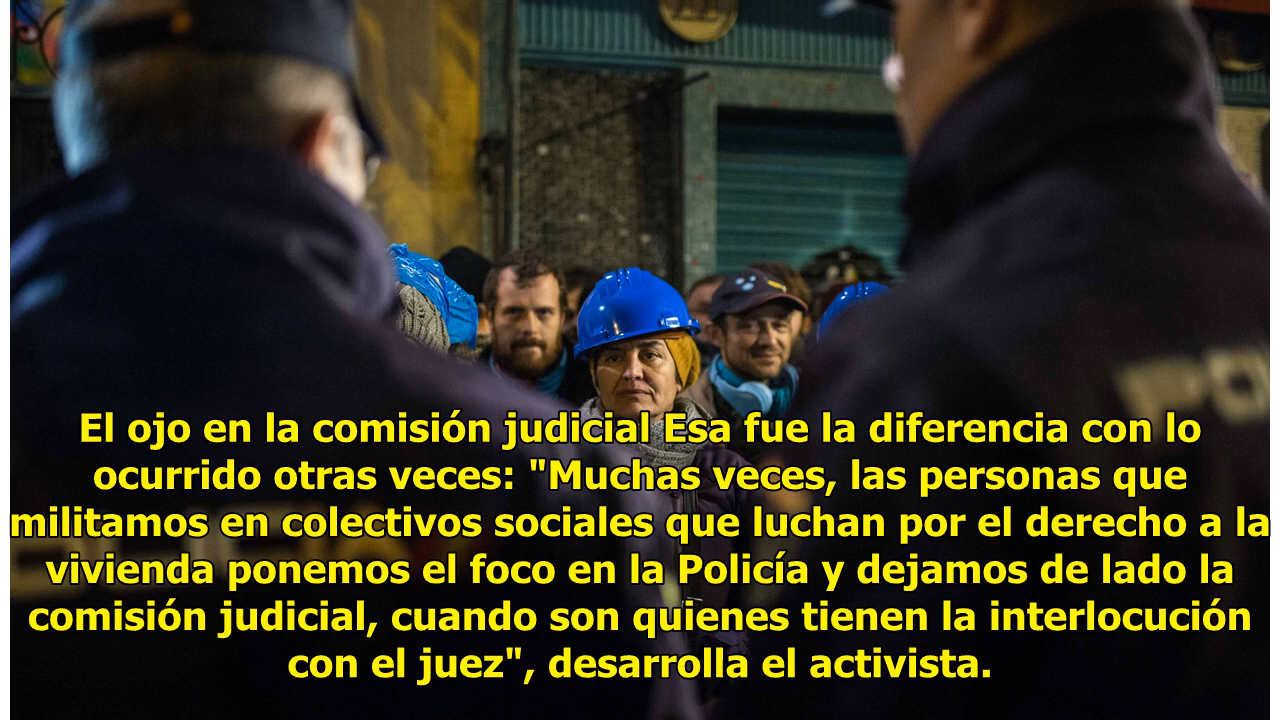 El ojo en la comisión judicial Esa fue la diferencia con lo
ocurrido otras veces: "Muchas veces, las personas que
militamos en colectivos sociales que luchan por el derecho a la
vivienda ponemos el foco en la Policía y dejamos de lado la
comisión judicial, cuando son quienes tienen la interlocución
con el juez", desarrolla el activista.